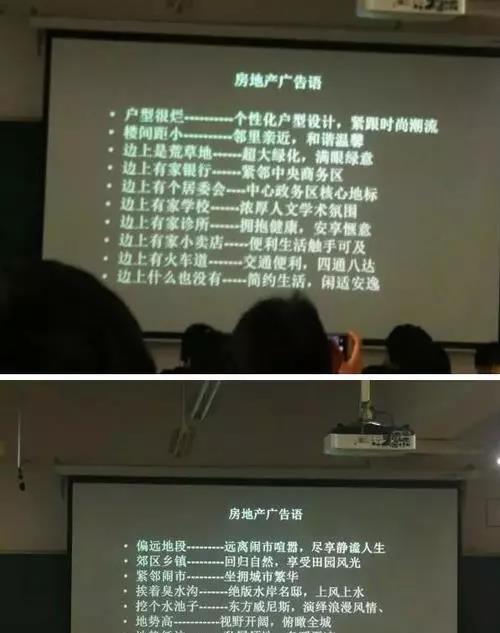 房地产广告语
• 户型很烂---------个性化户型设计，紧跟时尚潮流
• 楼间距小---------邻里亲近，和谐温馨
• 边上是荒草地------超大绿化，满眼绿意
• 边上有家银行------紧邻中央商务区
• 边上有个居委会----中心政务区核心地标
• 边上有家学校-----浓厚人文学术氛围
• 边上有家诊所------拥抱健康，安享惬意
• 边上有家小卖店-----便利生活触手可及
• 边上有火车道------交通便利，四通八达
• 边上什么也没有-----简约生活，闲适安逸
房地产广告语
• 偏远地段---------远离闹市喧嚣，尽享静谧人生
• 郊区乡镇---------回归自然，享受田园风光
• 紧邻闹市---------坐拥城市繁华
• 挨着臭水沟-------绝版水岸名邸，上风上水
• 挖个水池子-------东方威尼斯，演绎浪漫风情、
• 地势高----------视野开阔，俯瞰全城